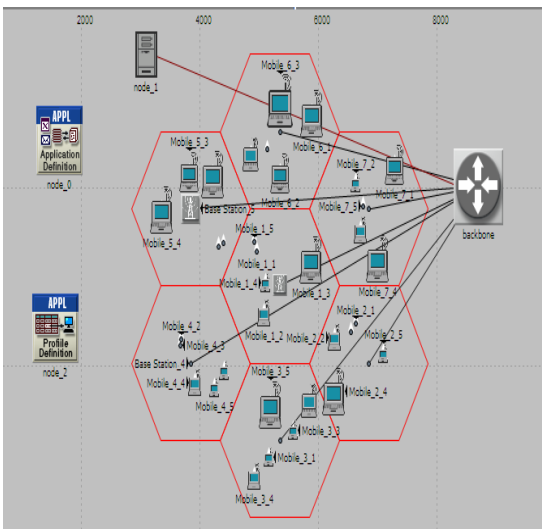 2000
4000
6000
8000
Mobile_6_3
node_1
APPL
Application
Definition
node_0
Mobile_5_3
Mobile_6_1
Mobile_7_2
Mobile_6_2
Mobile_7_1
Mobile_7_5
Base Station_5
backbone
Mobile_5_4
Mobile_1_5
Mobile_1_1
Mobile_1_4
Mobile_1_3
Mobile_7_4
APPL
Profile
Definition
node_2
Mobile_4_2
Mobile_4_3
Mobile_1_2
Mobile_2_1
Mobile_2_2
Mobile_2_5
Base Station_4
Mobile_4_4
Mobile_4_5
Mobile_3_5
Mobile_2_4
Mobile_3_3
Mobile_3_1
Mobile_3_4